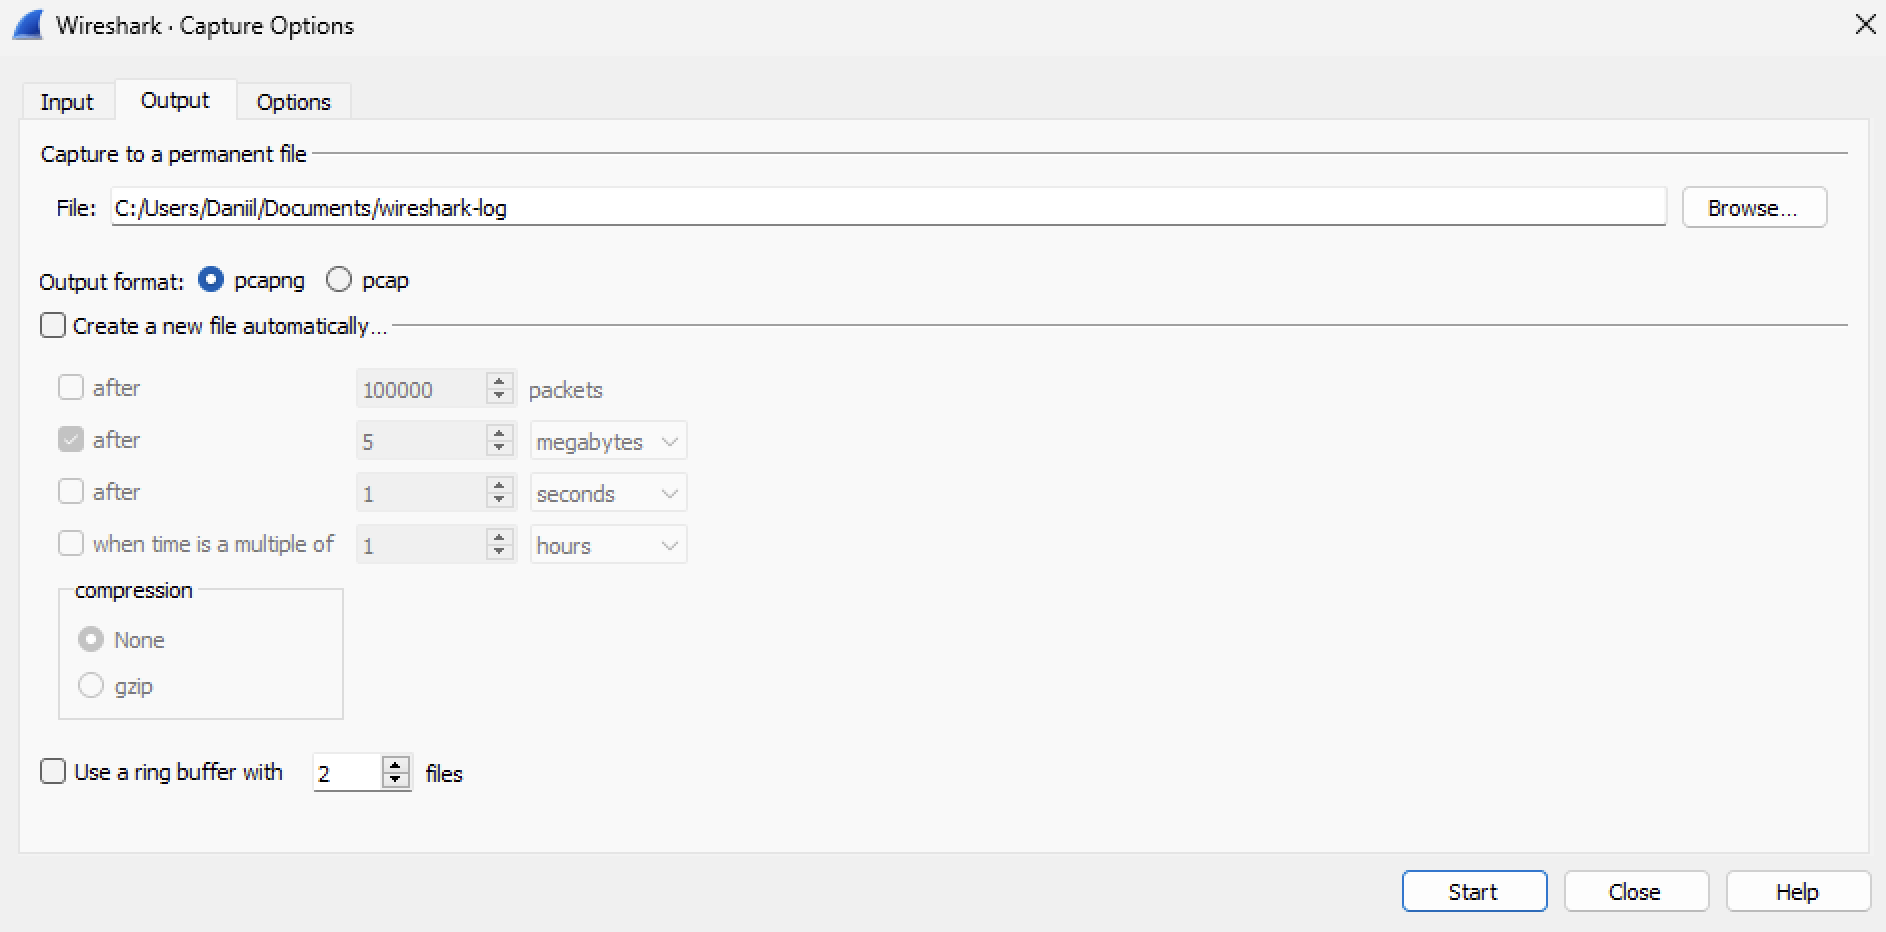 Wireshark · Capture Options
Input Output Options
Capture to a permanent file
File: C:/Users/Daniil/Documents/wireshark-log Browse...
Output format: pcapng pcap
Create a new file automatically...
after 100000 packets
after 5 megabytes
after 1 seconds
when time is a multiple of 1 hours
compression
None
gzip
Use a ring buffer with 2 files
Start Close Help